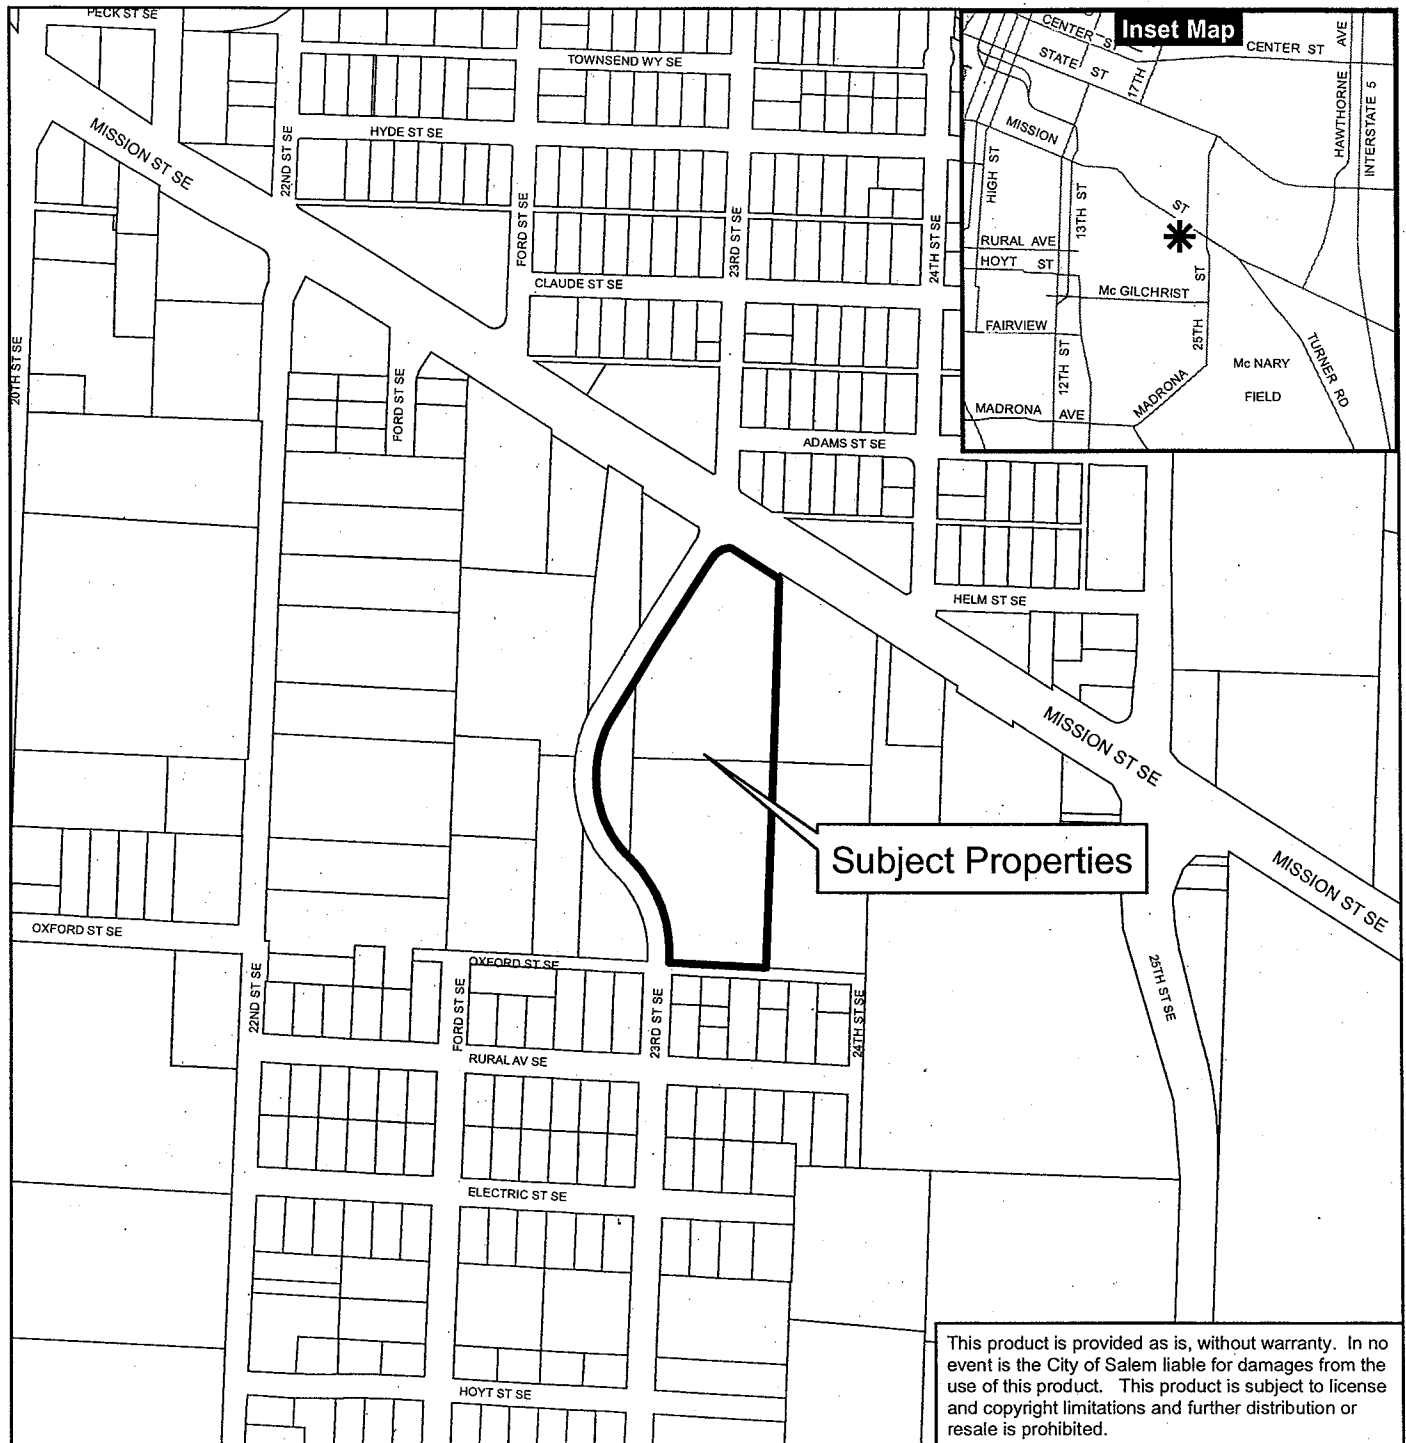 PECK ST SE
TOWNSEND WY SE
MISSION ST SE
HYDE ST SE
22ND ST SE
FORD ST SE
23RD ST SE
24TH ST SE
CLAUDE ST SE
20TH ST SE
FORD ST SE
ADAMS ST SE
HELM ST SE
MISSION ST SE
Subject Properties
MISSION ST SE
OXFORD ST SE
OXFORD ST SE
22ND ST SE
FORD ST SE
23RD ST SE
24TH ST SE
25TH ST SE
RURAL AV SE
ELECTRIC ST SE
HOYT ST SE
Inset Map
CENTER ST
STATE ST
17TH
CENTER ST
HAWTHORNE AVE
INTERSTATE 5
MISSION
ST
HIGH ST
13TH ST
RURAL AVE
HOYT ST
Mc GILCHRIST
25TH ST
FAIRVIEW
12TH ST
MADRONA AVE
MADRONA
Mc NARY
FIELD
TURNER RD
This product is provided as is, without warranty. In no
event is the City of Salem liable for damages from the
use of this product. This product is subject to license
and copyright limitations and further distribution or
resale is prohibited.